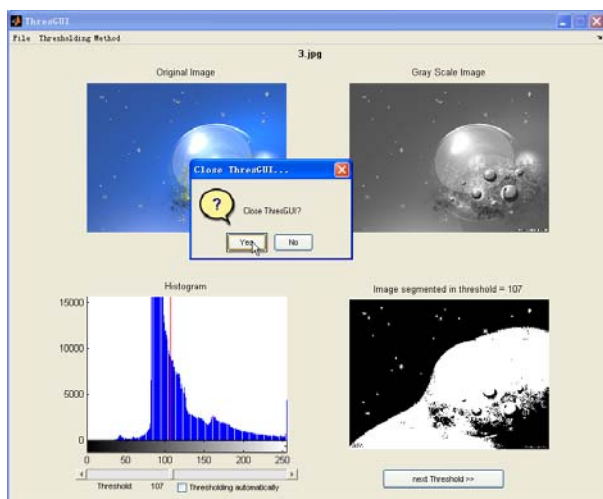 ThresGUI
File Thresholding Method
3.jpg
Original Image
Gray Scale Image
Close ThresGUI...
?
Close ThresGUI?
Yes
No
Histogram
15000
10000
5000
0
0 50 100 150 200 250
Threshold: 107
Thresholding automatically
Image segmented in threshold = 107
next Threshold >>